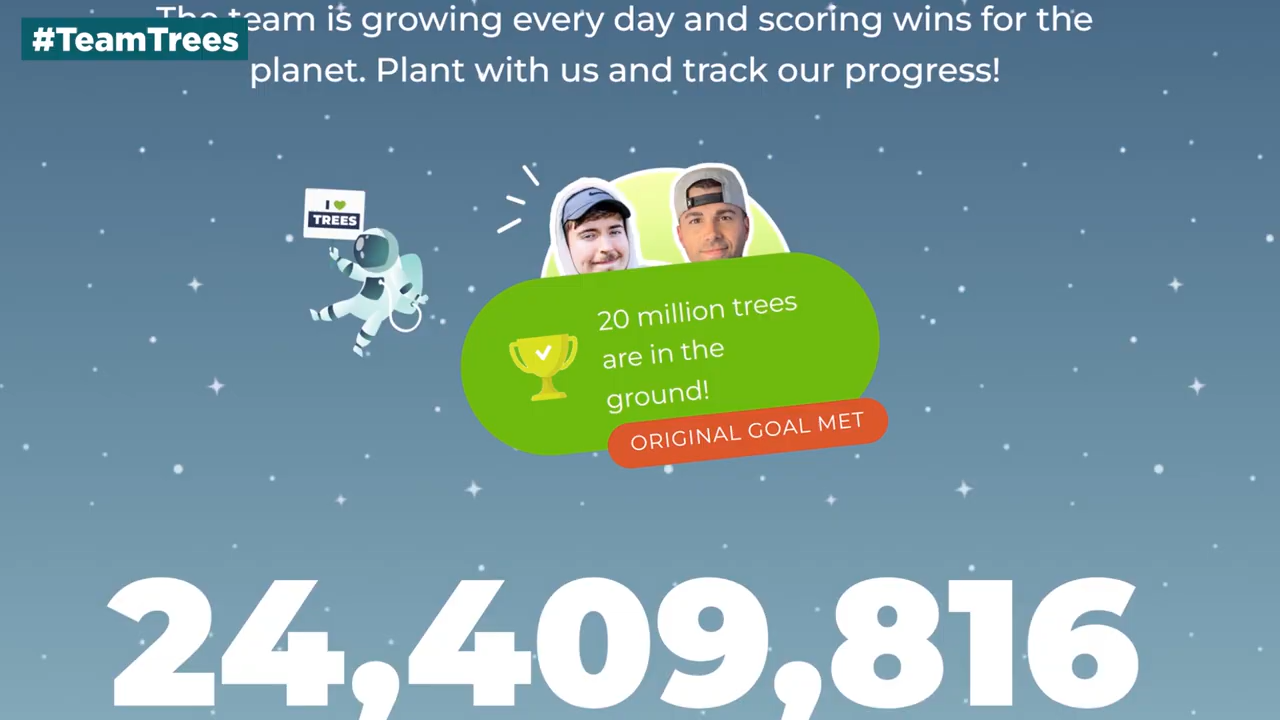 The team is growing every day and scoring wins for the
#TeamTrees
planet. Plant with us and track our progress!
I
TREES
20 million trees
are in the
ground!
ORIGINAL GOAL MET
24,409,816